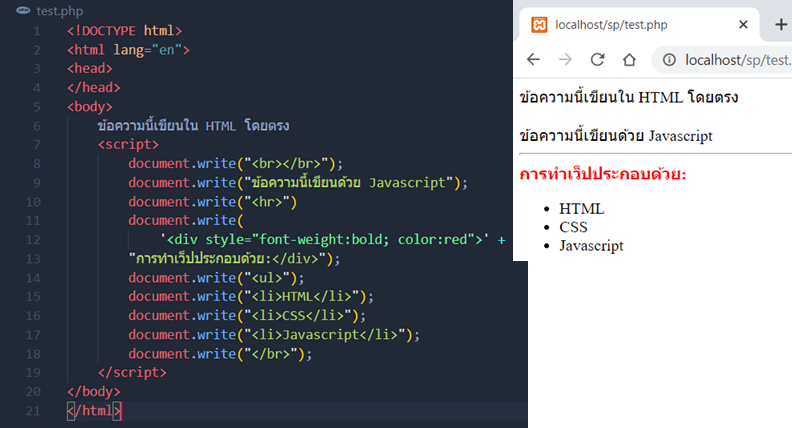 test.php
1 <!DOCTYPE html>
2 <html lang="en">
3 <head>
4 </head>
5 <body>
6 ข้อความนี้เขียนใน HTML โดยตรง
7 <script>
8 document.write("<br></br>");
9 document.write("ข้อความนี้เขียนด้วย Javascript");
10 document.write("<hr>")
11 document.write(
12 '<div style="font-weight:bold; color:red">' +
13 "การทำเว็ปประกอบด้วย:</div>");
14 document.write("<ul>");
15 document.write("<li>HTML</li>");
16 document.write("<li>CSS</li>");
17 document.write("<li>Javascript</li>");
18 document.write("</br>");
19 </script>
20 </body>
21 </html>
localhost/sp/test.php
localhost/sp/test.
ข้อความนี้เขียนใน HTML โดยตรง
ข้อความนี้เขียนด้วย Javascript
การทำเว็ปประกอบด้วย:
HTML
CSS
Javascript